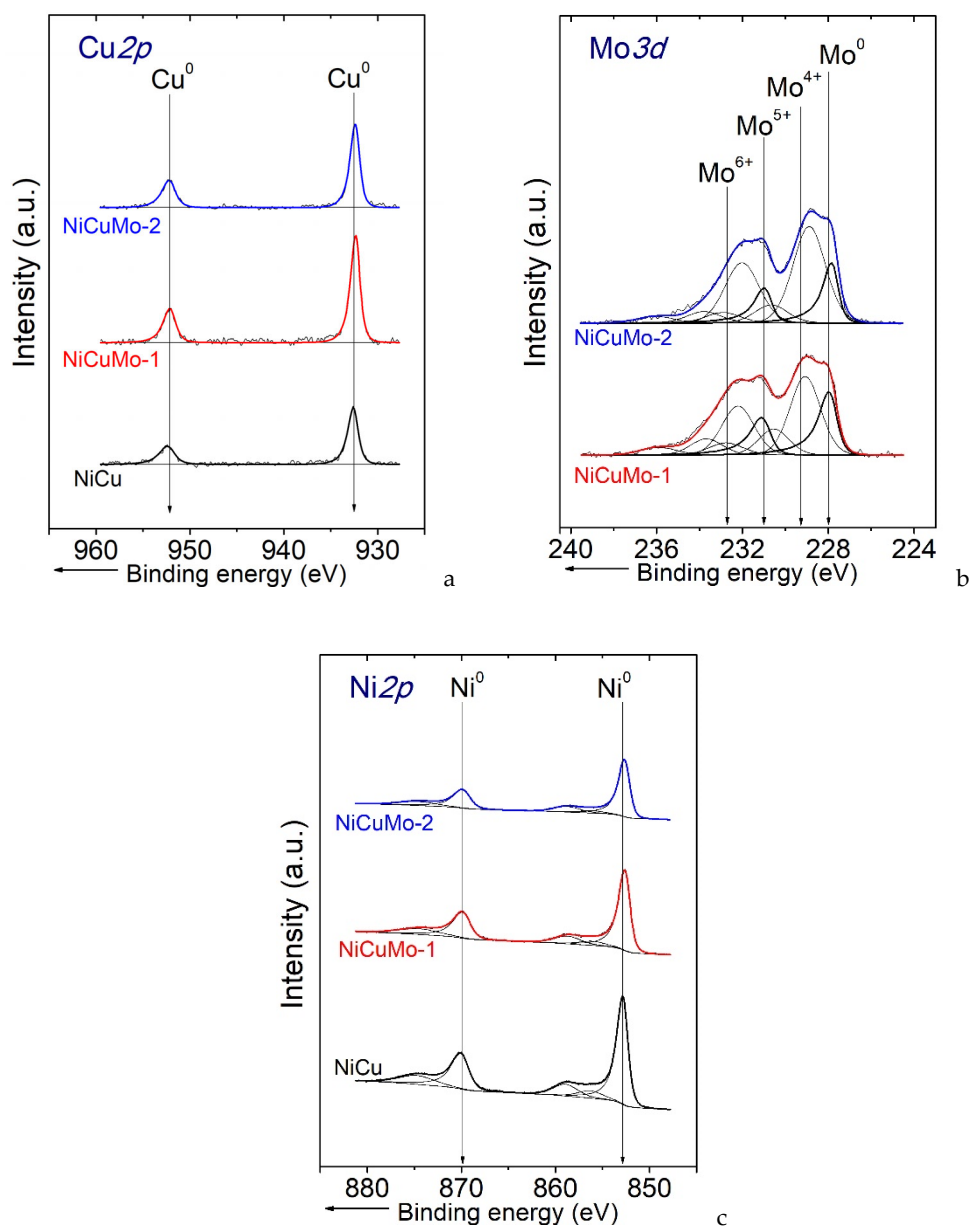 Cu2p
Cu⁰ Cu⁰
NiCuMo-2
NiCuMo-1
NiCu
Intensity (a.u.)
960 950 940 930
Binding energy (eV)
a
Mo3d
Mo⁰
Mo⁴⁺
Mo⁵⁺
Mo⁶⁺
NiCuMo-2
NiCuMo-1
Intensity (a.u.)
240 236 232 228 224
Binding energy (eV)
b
Ni2p
Ni⁰ Ni⁰
NiCuMo-2
NiCuMo-1
NiCu
Intensity (a.u.)
880 870 860 850
Binding energy (eV)
c